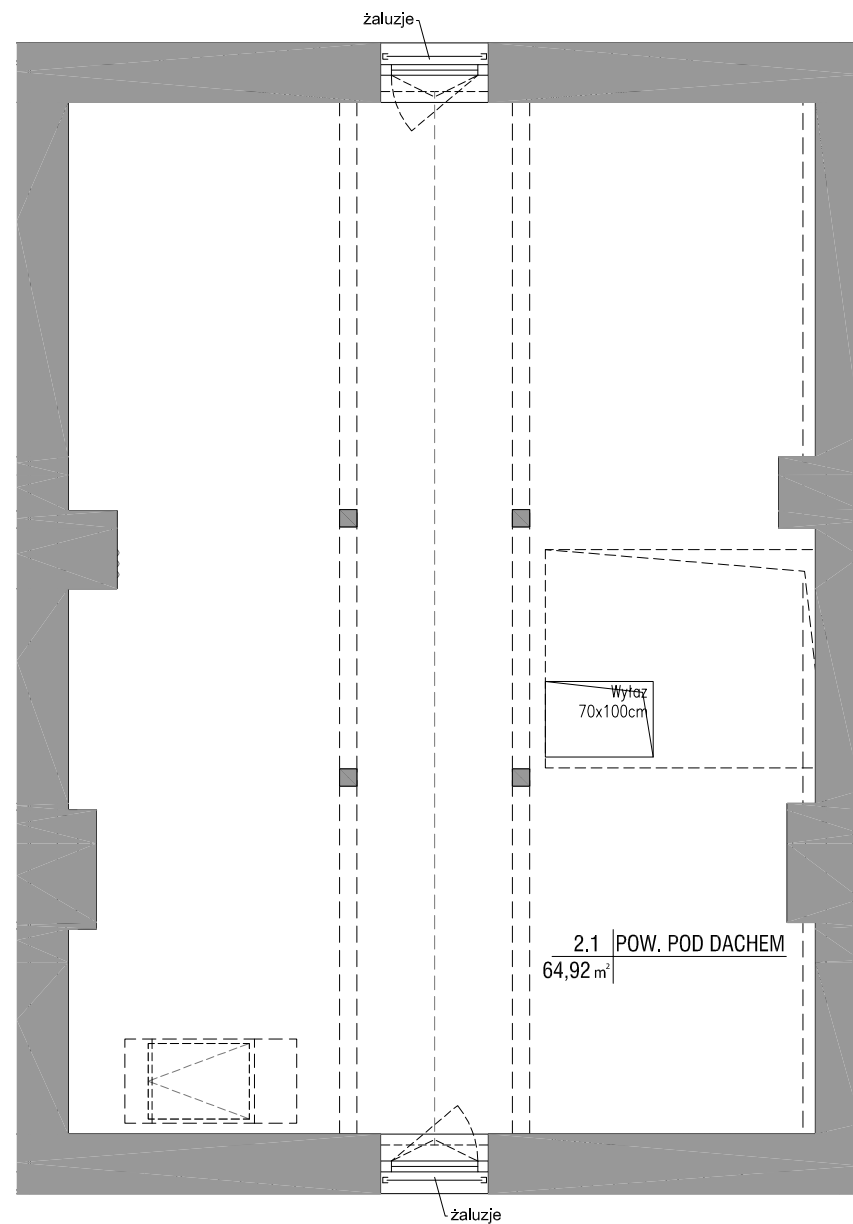 żaluzje
Wyłaz
70x100cm
2.1 POW. POD DACHEM
64,92 m²
żaluzje